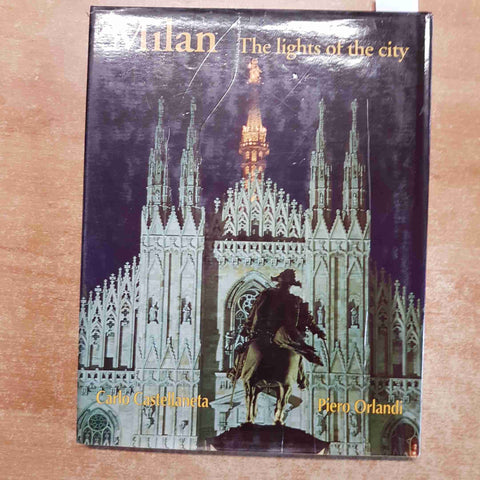 Milan The lights of the city
Carlo Castellaneta Piero Orlandi